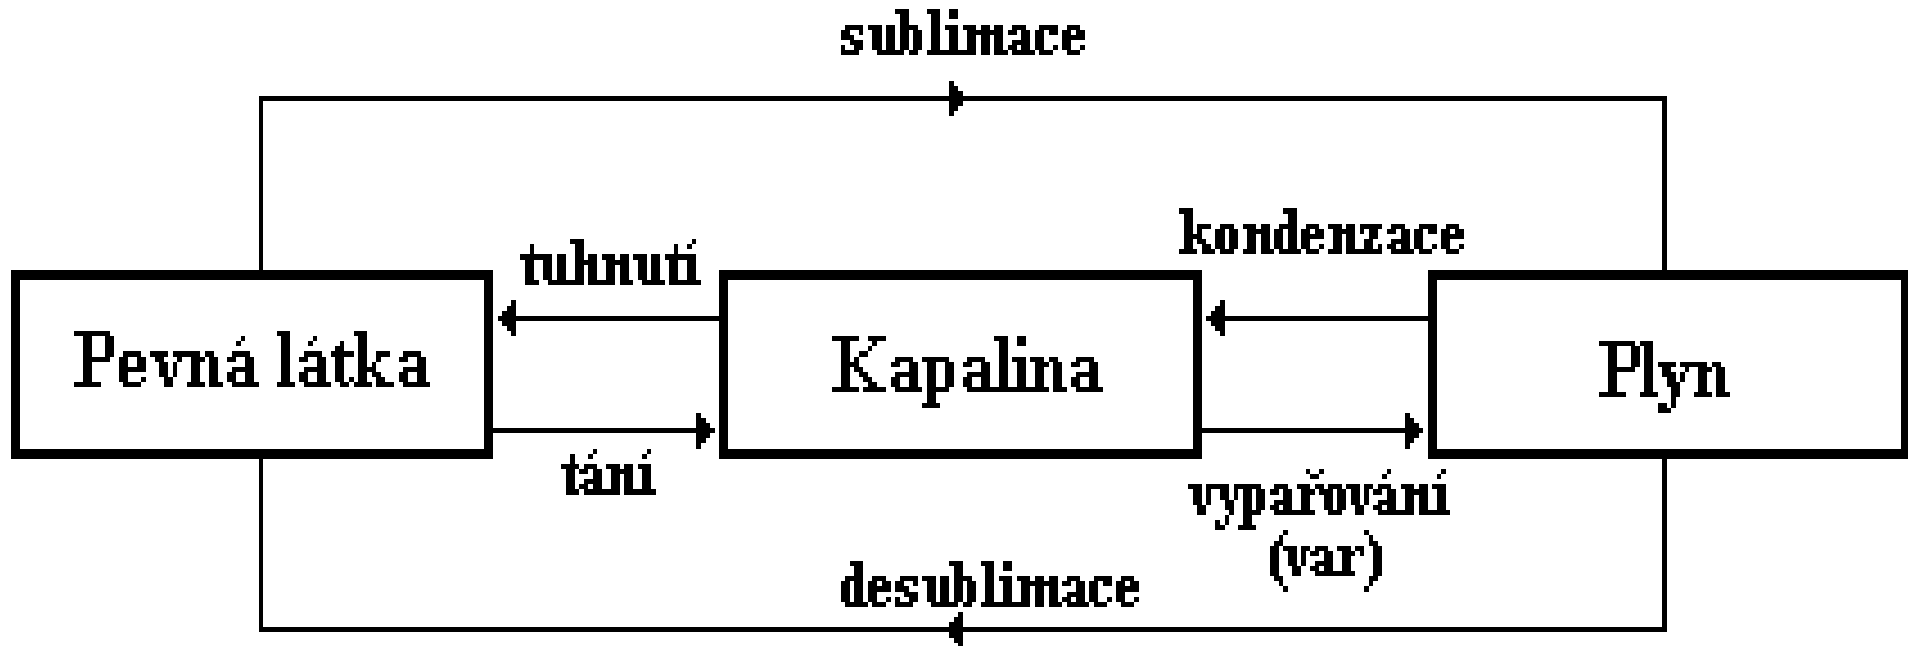 sublimace
kondenzace
tuhnutí
Pevná látka
Kapalina
Plyn
tání
vypařování
(var)
desublimace